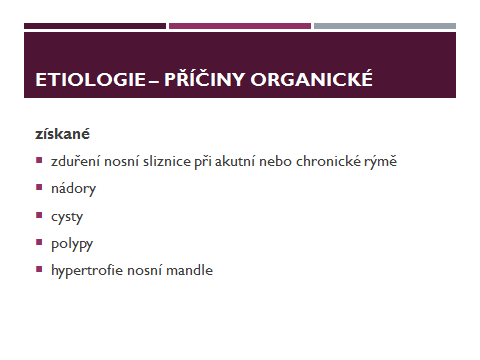 ETIOLOGIE – PŘÍČINY ORGANICKÉ
získané
▪ zduření nosní sliznice při akutní nebo chronické rýmě
▪ nádory
▪ cysty
▪ polypy
▪ hypertrofie nosní mandle